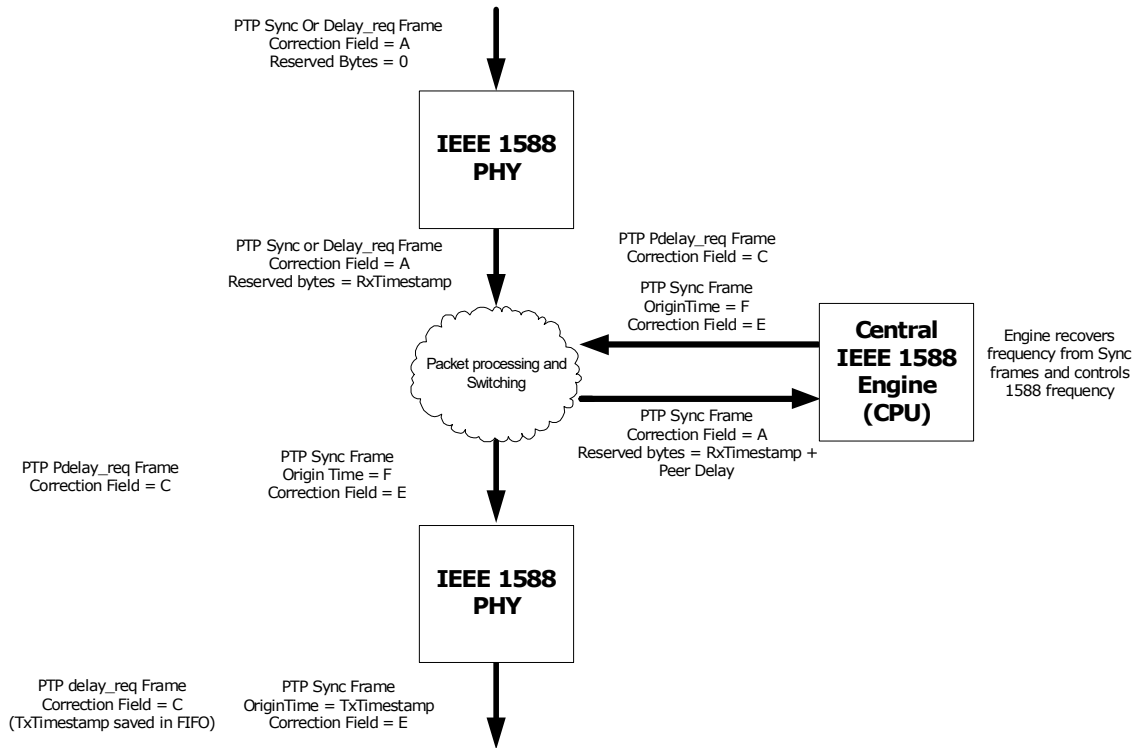 PTP Sync Or Delay_req Frame
Correction Field = A
Reserved Bytes = 0
IEEE 1588
PHY
PTP Sync or Delay_req Frame
Correction Field = A
Reserved bytes = RxTimestamp
PTP Pdelay_req Frame
Correction Field = C
PTP Sync Frame
OriginTime = F
Correction Field = E
Packet processing and
Switching
Central
IEEE 1588
Engine
(CPU)
Engine recovers
frequency from Sync
frames and controls
1588 frequency
PTP Sync Frame
Correction Field = A
Reserved bytes = RxTimestamp +
Peer Delay
PTP Pdelay_req Frame
Correction Field = C
PTP Sync Frame
Origin Time = F
Correction Field = E
IEEE 1588
PHY
PTP delay_req Frame
Correction Field = C
(TxTimestamp saved in FIFO)
PTP Sync Frame
OriginTime = TxTimestamp
Correction Field = E